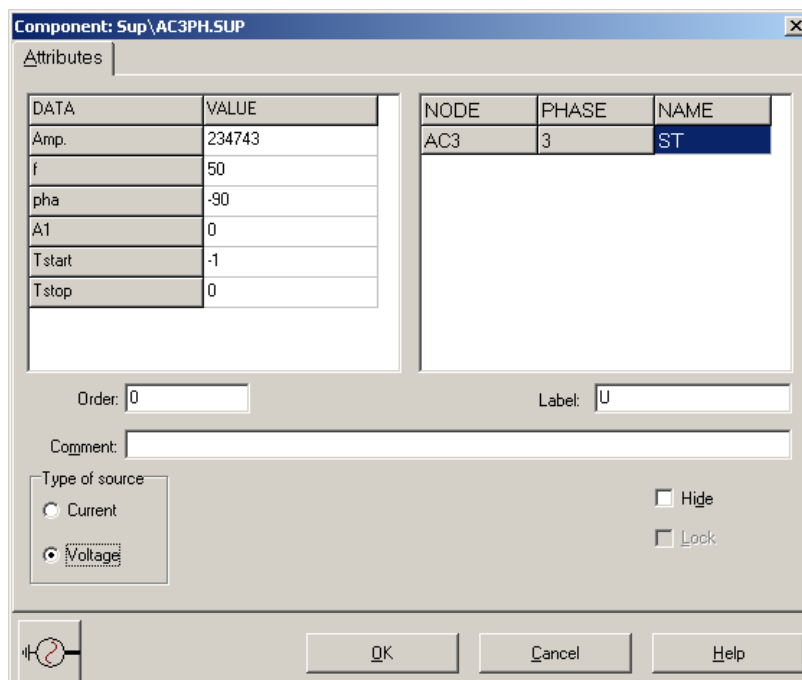 Component: Sup\AC3PH.SUP
Attributes
DATA VALUE
Amp. 234743
f 50
pha -90
A1 0
Tstart -1
Tstop 0
NODE PHASE NAME
AC3 3 ST
Order: 0
Label: U
Comment:
Type of source
Current
Voltage
Hide
Lock
OK Cancel Help